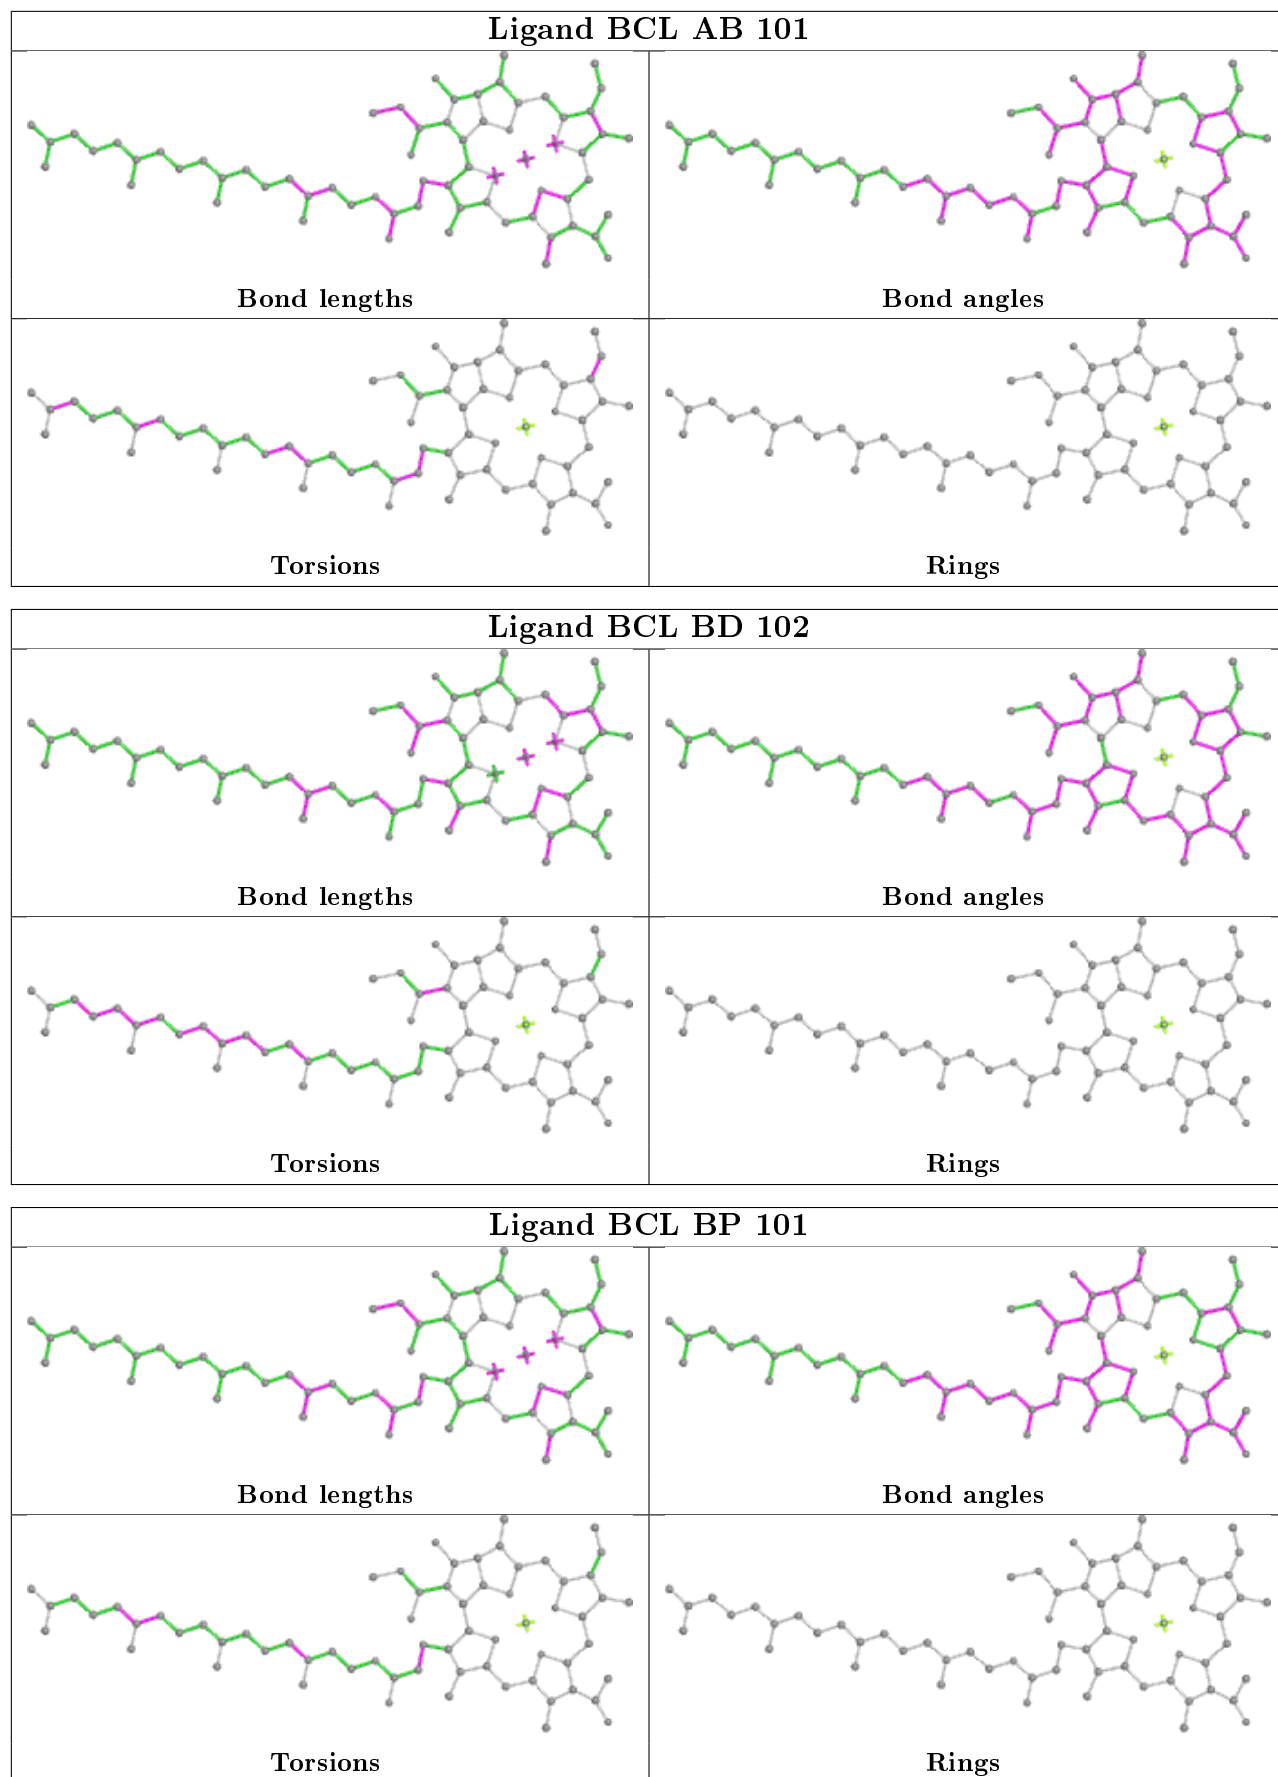 Ligand BCL AB 101
Bond lengths
Bond angles
Torsions
Rings
Ligand BCL BD 102
Bond lengths
Bond angles
Torsions
Rings
Ligand BCL BP 101
Bond lengths
Bond angles
Torsions
Rings